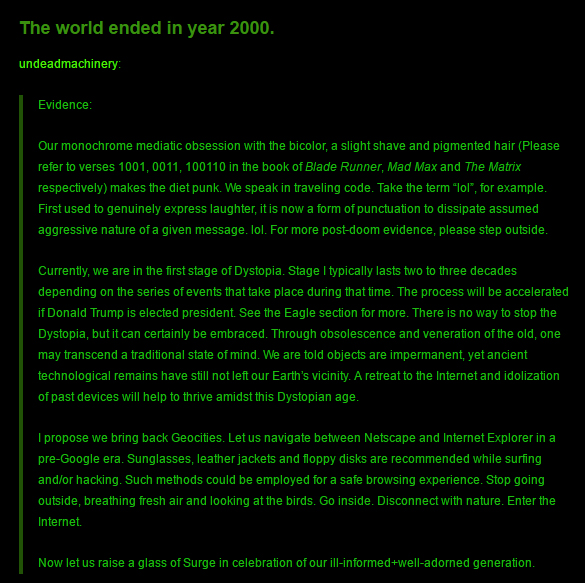 The world ended in year 2000.
undeadmachinery:
Evidence:
Our monochrome mediatic obsession with the bicolor, a slight shave and pigmented hair (Please
refer to verses 1001, 0011, 100110 in the book of Blade Runner, Mad Max and The Matrix
respectively) makes the diet punk. We speak in traveling code. Take the term “lol”, for example.
First used to genuinely express laughter, it is now a form of punctuation to dissipate assumed
aggressive nature of a given message. lol. For more post-doom evidence, please step outside.
Currently, we are in the first stage of Dystopia. Stage I typically lasts two to three decades
depending on the series of events that take place during that time. The process will be accelerated
if Donald Trump is elected president. See the Eagle section for more. There is no way to stop the
Dystopia, but it can certainly be embraced. Through obsolescence and veneration of the old, one
may transcend a traditional state of mind. We are told objects are impermanent, yet ancient
technological remains have still not left our Earth's vicinity. A retreat to the Internet and idolization
of past devices will help to thrive amidst this Dystopian age.
I propose we bring back Geocities. Let us navigate between Netscape and Internet Explorer in a
pre-Google era. Sunglasses, leather jackets and floppy disks are recommended while surfing
and/or hacking. Such methods could be employed for a safe browsing experience. Stop going
outside, breathing fresh air and looking at the birds. Go inside. Disconnect with nature. Enter the
Internet.
Now let us raise a glass of Surge in celebration of our ill-informed+well-adorned generation.